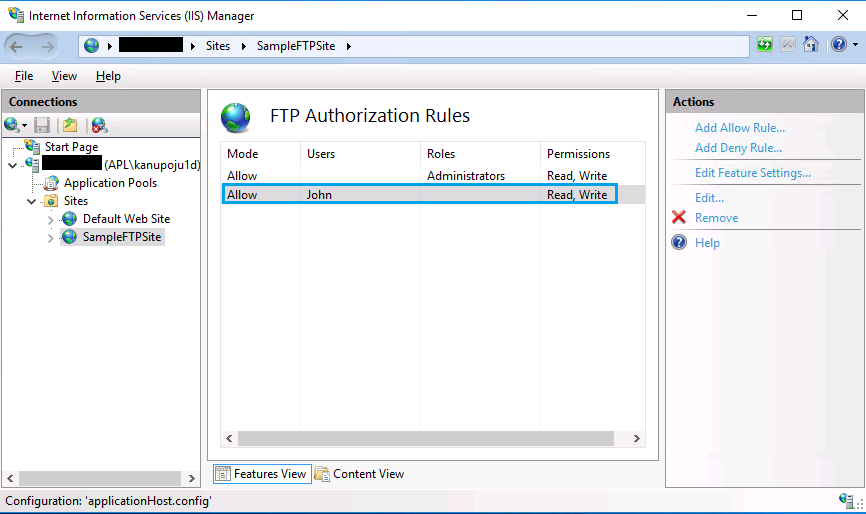 Internet Information Services (IIS) Manager
Sites SampleFTPSite
File View Help
Connections
Start Page
(APL\kanupoju1d)
Application Pools
Sites
Default Web Site
SampleFTPSite
FTP Authorization Rules
Mode Users Roles Permissions
Allow Administrators Read, Write
Allow John Read, Write
Features View Content View
Actions
Add Allow Rule...
Add Deny Rule...
Edit Feature Settings...
Edit...
Remove
Help
Configuration: 'applicationHost.config'